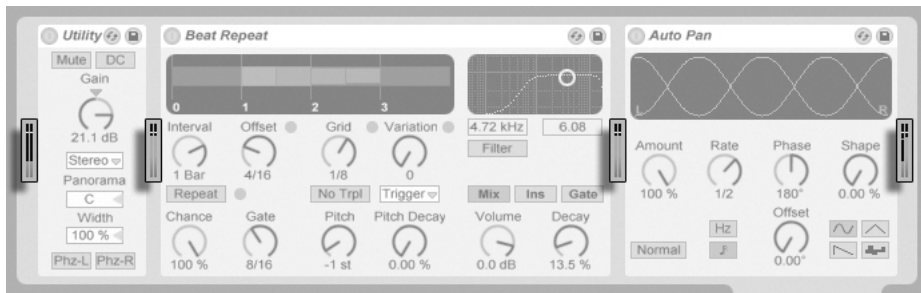 Utility
Mute DC
Gain
21.1 dB
Stereo
Panorama
C
Width
100 %
Phz-L Phz-R
Beat Repeat
0 1 2 3
Interval Offset Grid Variation
1 Bar 4/16 1/8 0
Repeat No Trpl Trigger
Chance Gate Pitch Pitch Decay
100 % 8/16 -1 st 0.00 %
4.72 kHz 6.08
Filter
Mix Ins Gate
Volume Decay
0.0 dB 13.5 %
Auto Pan
L R
Amount Rate Phase Shape
100 % 1/2 180° 0.00 %
Normal
Hz
Offset
0.00°